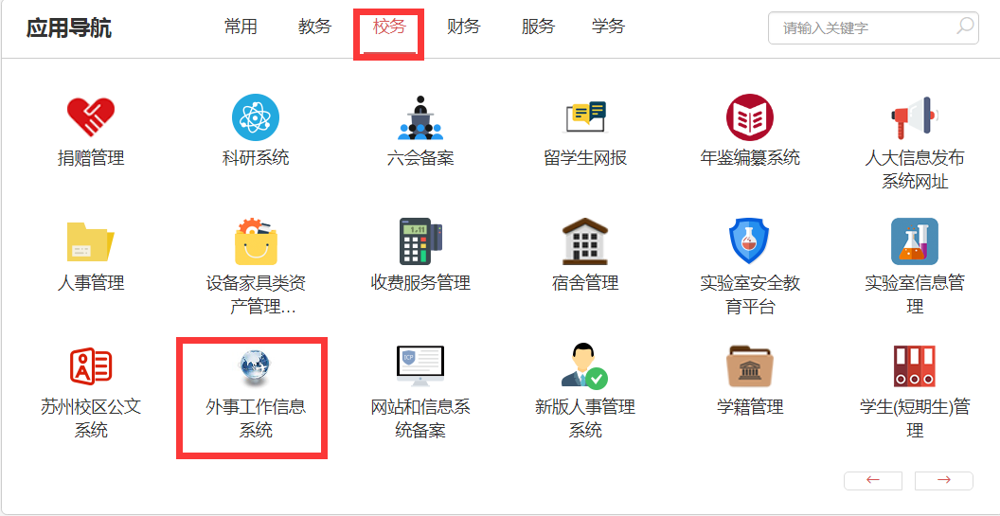 应用导航 常用 教务 校务 财务 服务 学务 请输入关键字
捐赠管理 科研系统 六会备案 留学生网报 年鉴编纂系统 人大信息发布
系统网址
人事管理 设备家具类资 收费服务管理 宿舍管理 实验室安全教 实验室信息管
产管理... 育平台 理
苏州校区公文 外事工作信息 网站和信息系 新版人事管理 学籍管理 学生(短期生)管
系统 系统 统备案 系统 理